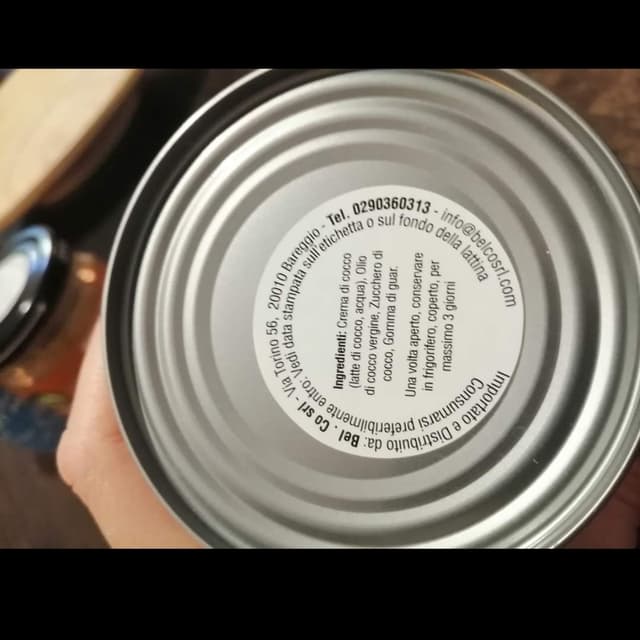 Importato e Distribuito da: Bel . Co srl - Via Torino 56, 20010 Bareggio - Tel. 0290360313 - info@belcosrl.com
Consumarsi preferibilmente entro: Vedi data stampata sull'etichetta o sul fondo della lattina
Ingredienti: Crema di cocco
(latte di cocco, acqua), Olio
di cocco vergine, Zucchero di
cocco, Gomma di guar.
Una volta aperto, conservare
in frigorifero, coperto, per
massimo 3 giorni